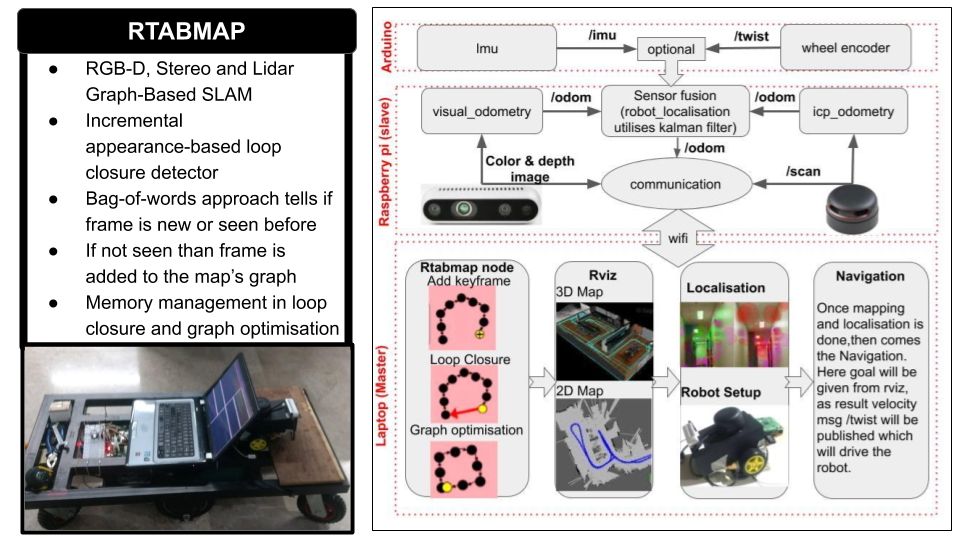 RTABMAP
● RGB-D, Stereo and Lidar
Graph-Based SLAM
● Incremental
appearance-based loop
closure detector
● Bag-of-words approach tells if
frame is new or seen before
● If not seen than frame is
added to the map's graph
● Memory management in loop
closure and graph optimisation
Arduino
Imu
/imu
optional
/twist
wheel encoder
Raspberry pi (slave)
visual_odometry
/odom
Sensor fusion
(robot_localisation
utilises kalman filter)
/odom
icp_odometry
/odom
Color & depth
image
communication
/scan
wifi
Laptop (Master)
Rtabmap node
Add keyframe
Loop Closure
Graph optimisation
Rviz
3D Map
2D Map
Localisation
Robot Setup
Navigation
Once mapping
and localisation is
done,then comes
the Navigation.
Here goal will be
given from rviz,
as result velocity
msg /twist will be
published which
will drive the
robot.